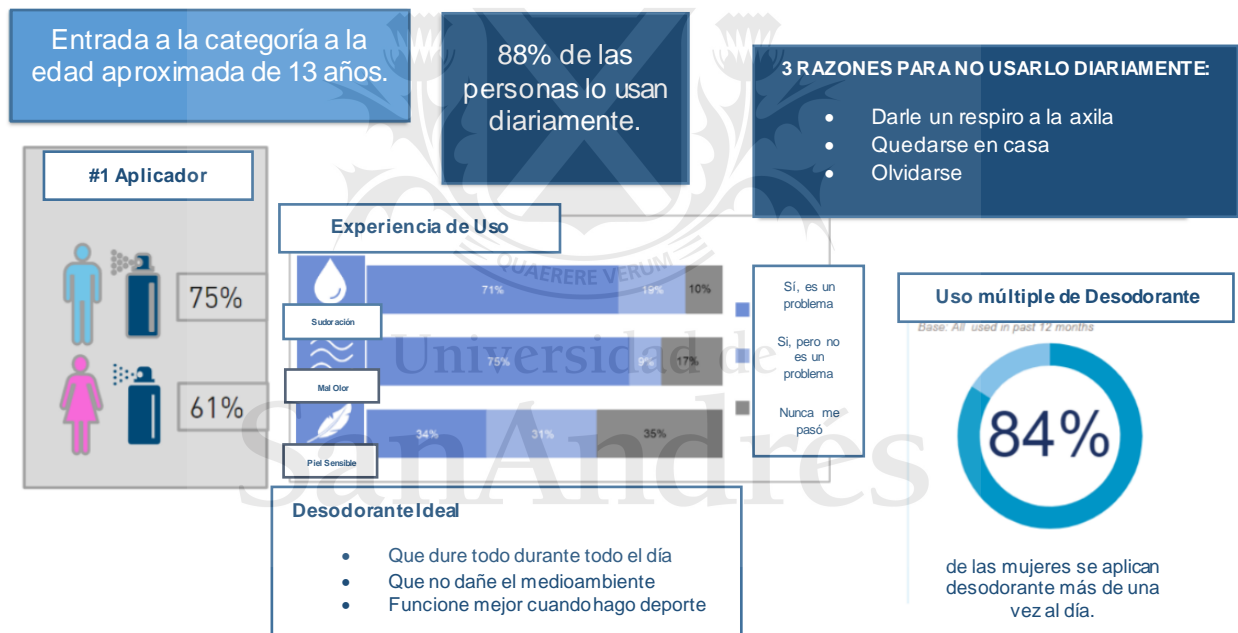 Entrada a la categoría a la
edad aproximada de 13 años.
88% de las
personas lo usan
diariamente.
3 RAZONES PARA NO USARLO DIARIAMENTE:
• Darle un respiro a la axila
• Quedarse en casa
• Olvidarse
#1 Aplicador
75%
61%
Experiencia de Uso
QUAERERE VERUM
Sudoración
71% 19% 10%
Mal Olor
75% 9% 17%
Piel Sensible
34% 31% 35%
Sí, es un
problema
Si, pero no
es un
problema
Nunca me
pasó
Uso múltiple de Desodorante
Base: All used in past 12 months
84%
de las mujeres se aplican
desodorante más de una
vez al día.
Universidad de
SanAndrés
Desodorante Ideal
• Que dure todo durante todo el día
• Que no dañe el medioambiente
• Funcione mejor cuando hago deporte